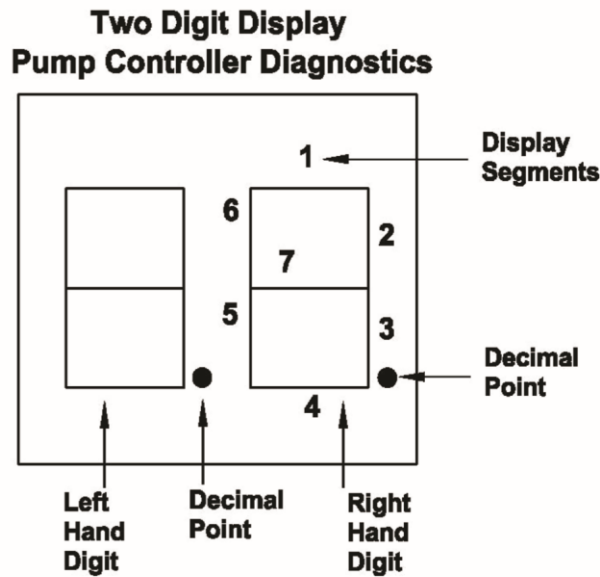 Two Digit Display
Pump Controller Diagnostics
1
Display
Segments
6
2
7
5
3
Decimal
Point
4
Left
Hand
Digit
Decimal
Point
Right
Hand
Digit